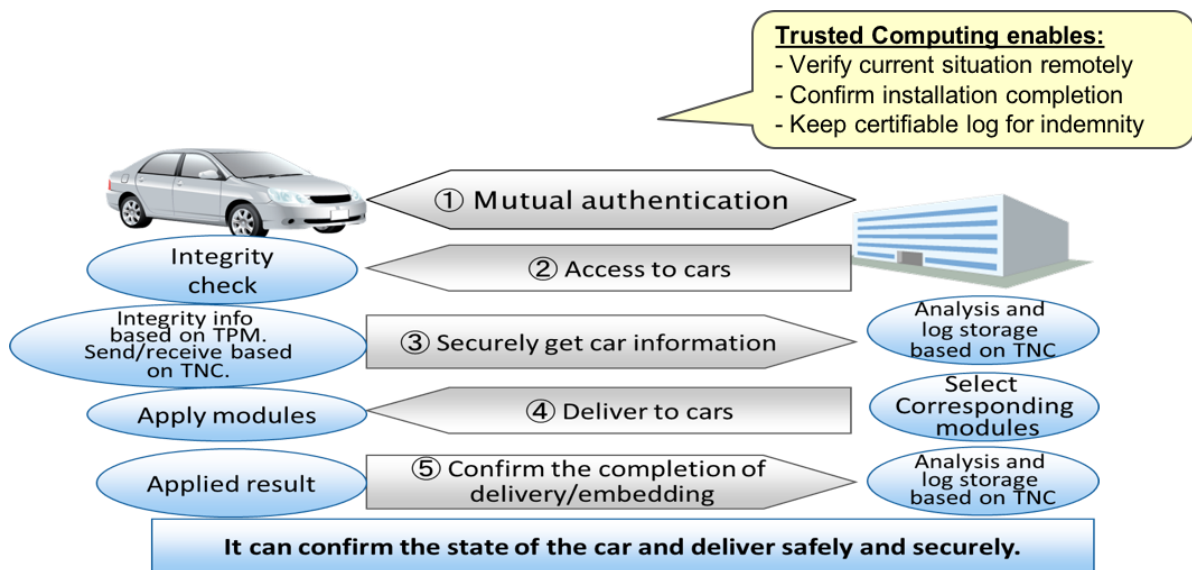 Trusted Computing enables:
- Verify current situation remotely
- Confirm installation completion
- Keep certifiable log for indemnity
① Mutual authentication
Integrity
check
② Access to cars
Integrity info
based on TPM.
Send/receive based
on TNC.
③ Securely get car information
Analysis and
log storage
based on TNC
Apply modules
④ Deliver to cars
Select
Corresponding
modules
Applied result
⑤ Confirm the completion of
delivery/embedding
Analysis and
log storage
based on TNC
It can confirm the state of the car and deliver safely and securely.